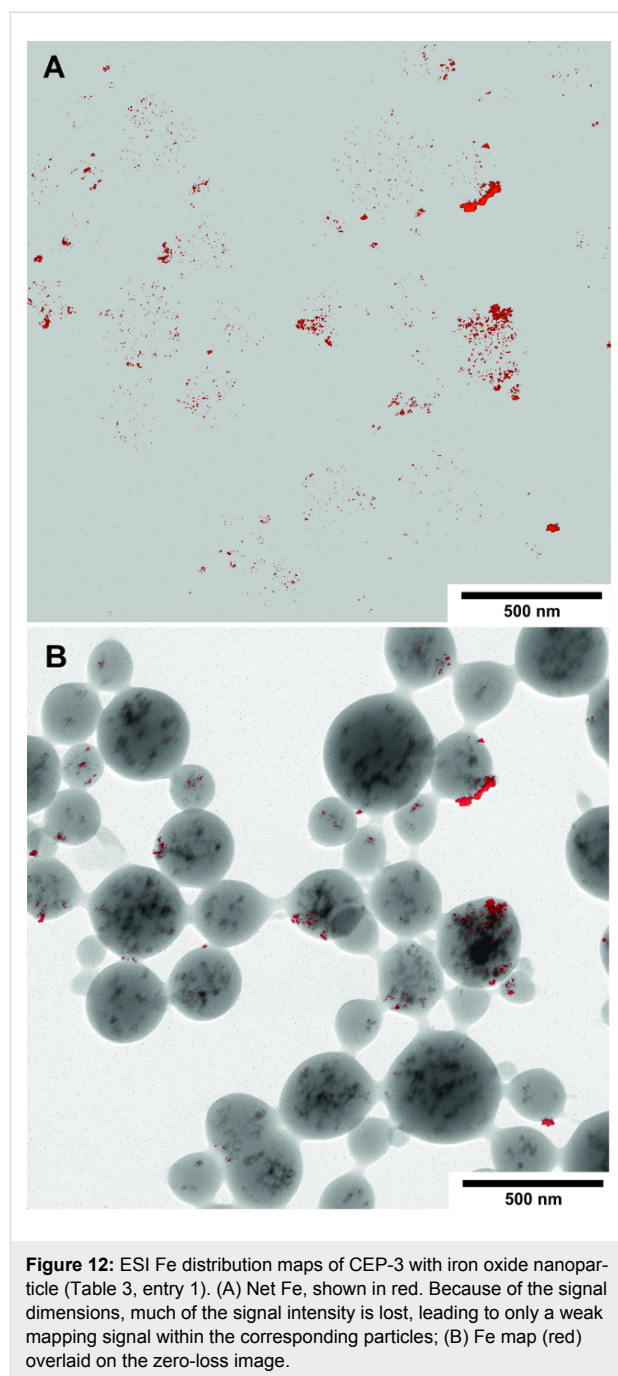 A
500 nm
B
500 nm
Figure 12: ESI Fe distribution maps of CEP-3 with iron oxide nanopar-
ticle (Table 3, entry 1). (A) Net Fe, shown in red. Because of the signal
dimensions, much of the signal intensity is lost, leading to only a weak
mapping signal within the corresponding particles; (B) Fe map (red)
overlaid on the zero-loss image.